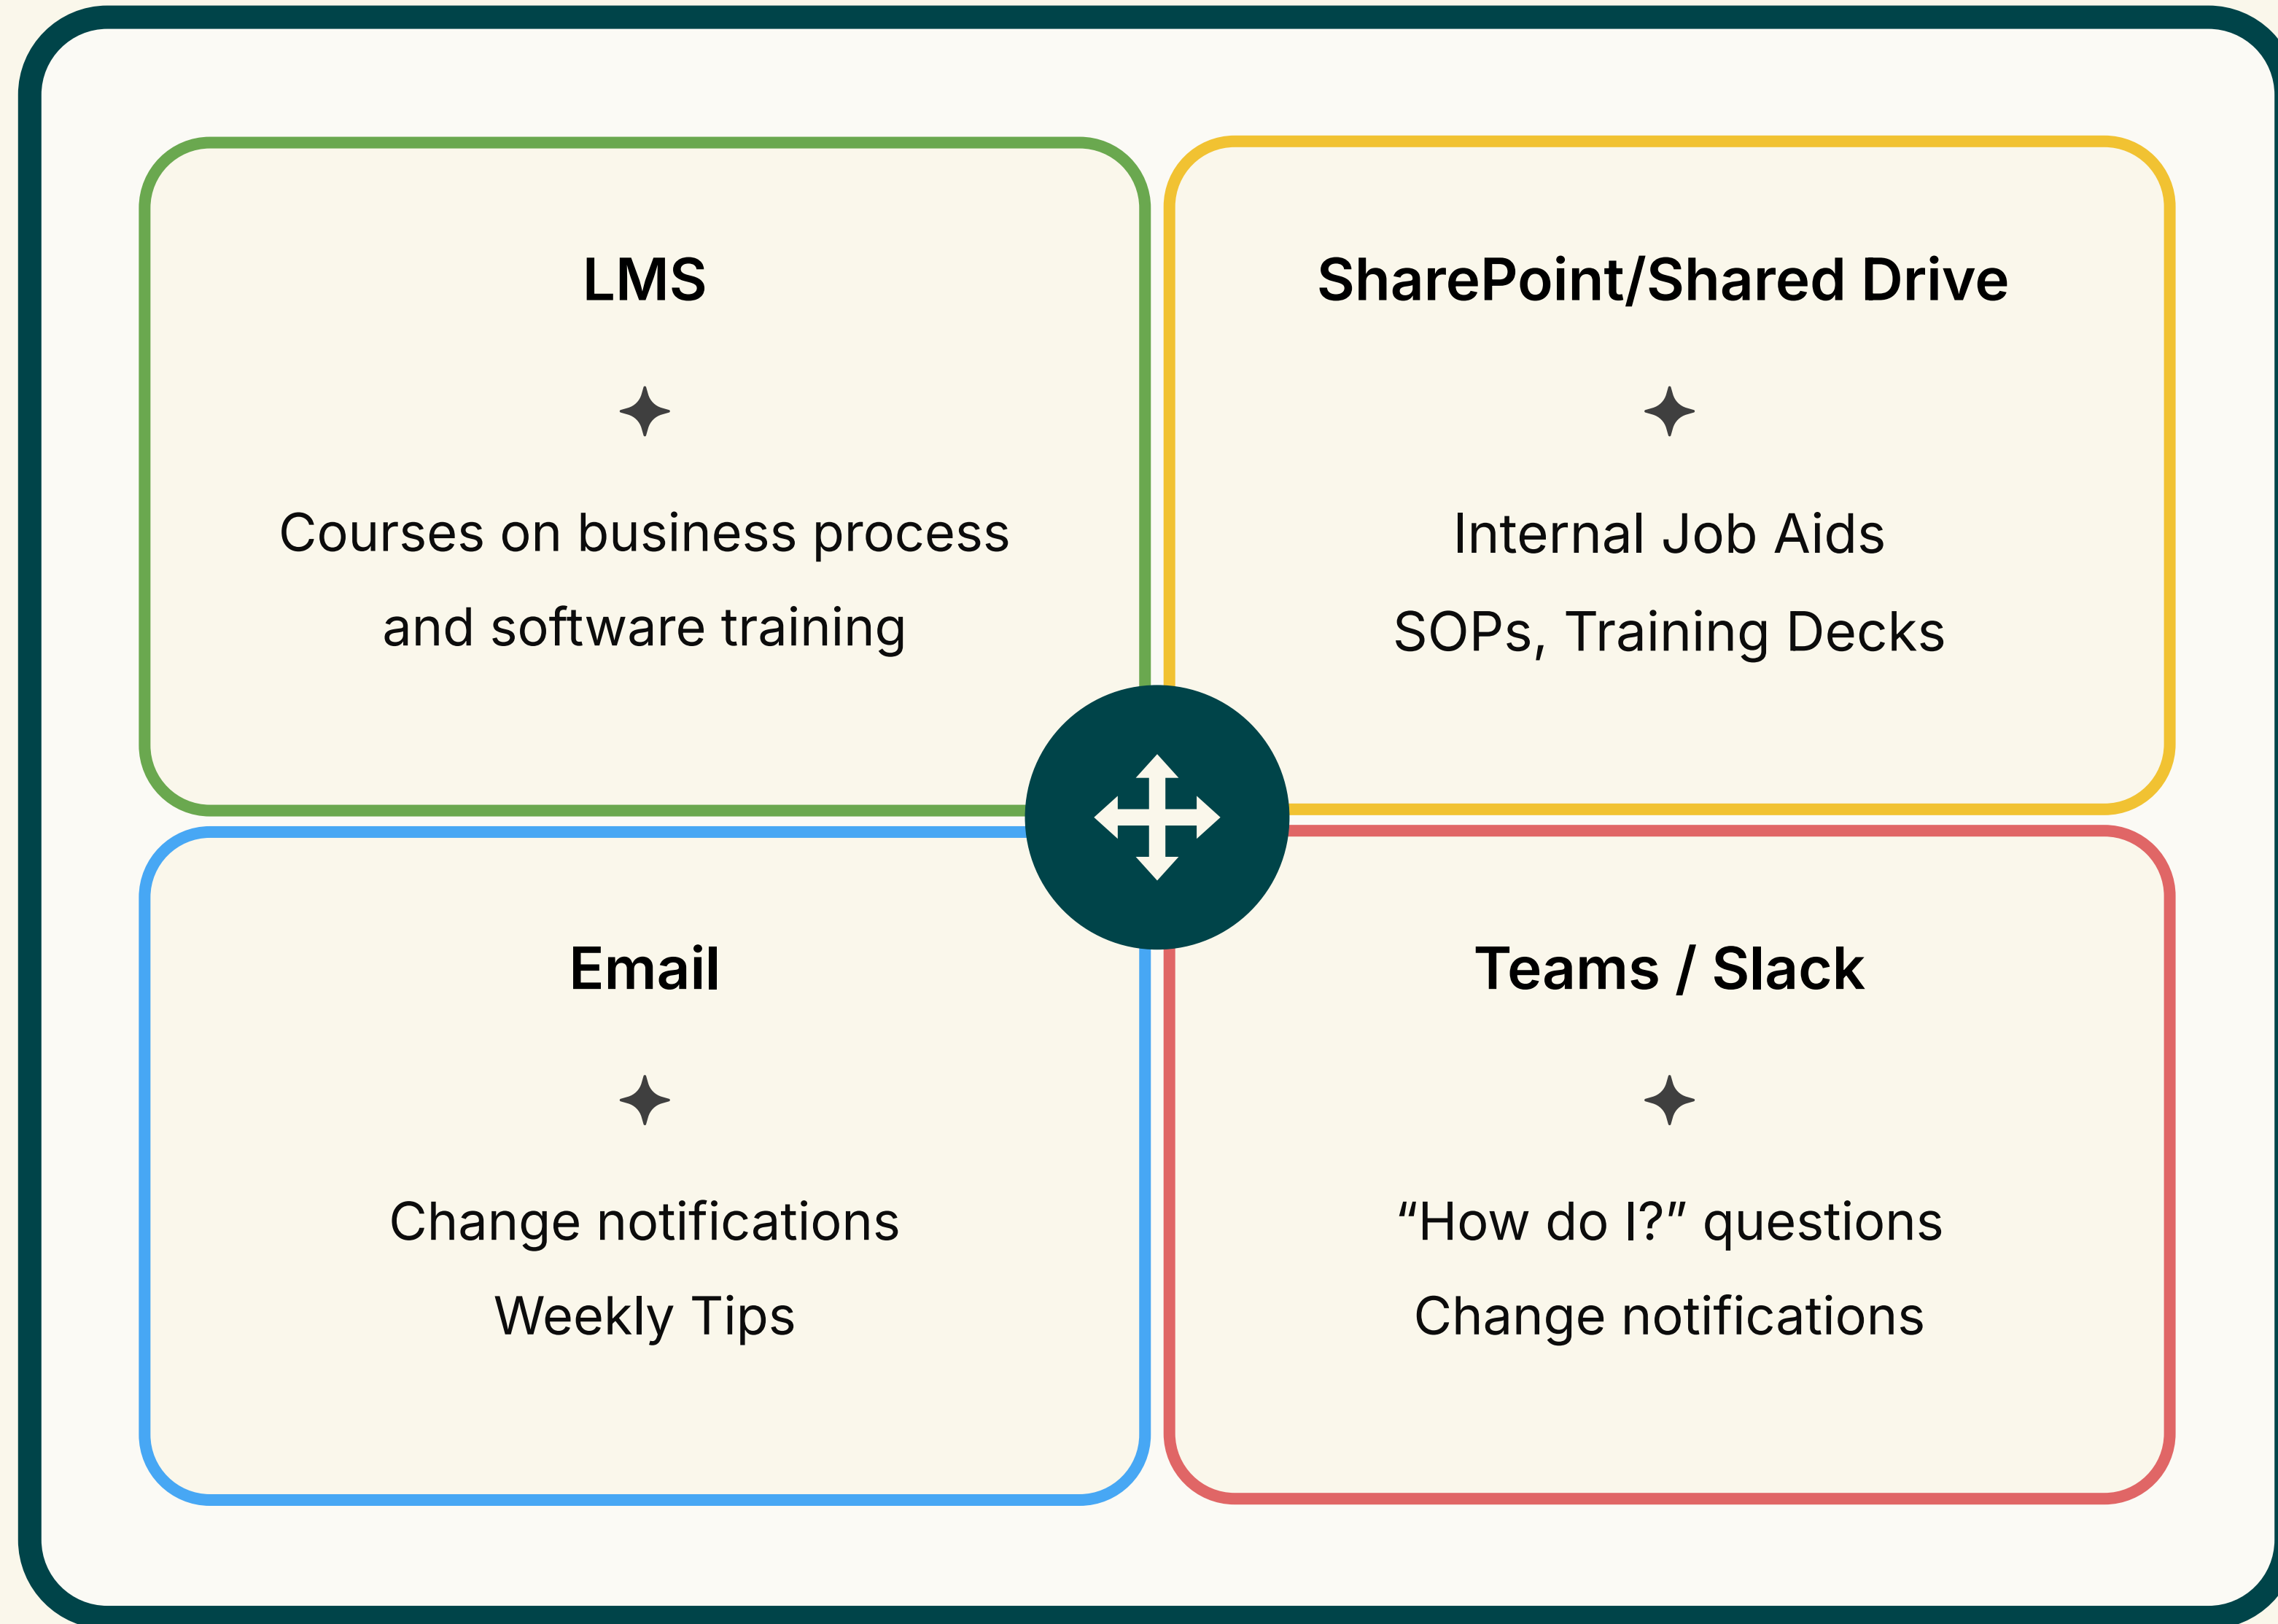 LMS
Courses on business process
and software training
SharePoint/Shared Drive
Internal Job Aids
SOPs, Training Decks
Email
Change notifications
Weekly Tips
Teams / Slack
“How do I?” questions
Change notifications